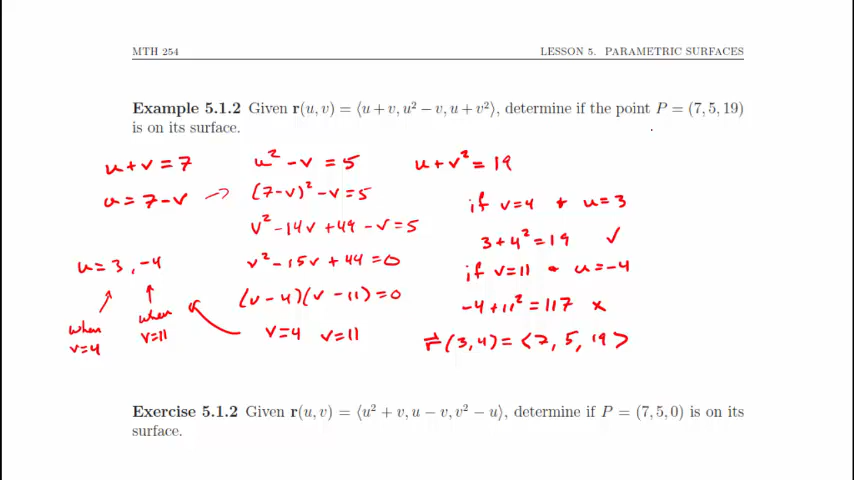 MTH 254 LESSON 5. PARAMETRIC SURFACES
Example 5.1.2 Given r(u, v) = ⟨u + v, u² − v, u + v²⟩, determine if the point P = (7, 5, 19)
is on its surface.
u + v = 7
u = 7 - v →
u = 3, -4
when v=4
when v=11
u² - v = 5
(7-v)² - v = 5
v² - 14v + 49 - v = 5
v² - 15v + 44 = 0
(v - 4)(v - 11) = 0
v=4 v=11
u + v² = 19
if v=4 + u=3
3 + 4² = 19 ✓
if v=11 + u=-4
-4 + 11² = 117 x
r⃗(3,4) = <7, 5, 19>
Exercise 5.1.2 Given r(u, v) = ⟨u² + v, u − v, v² − u⟩, determine if P = (7, 5, 0) is on its
surface.